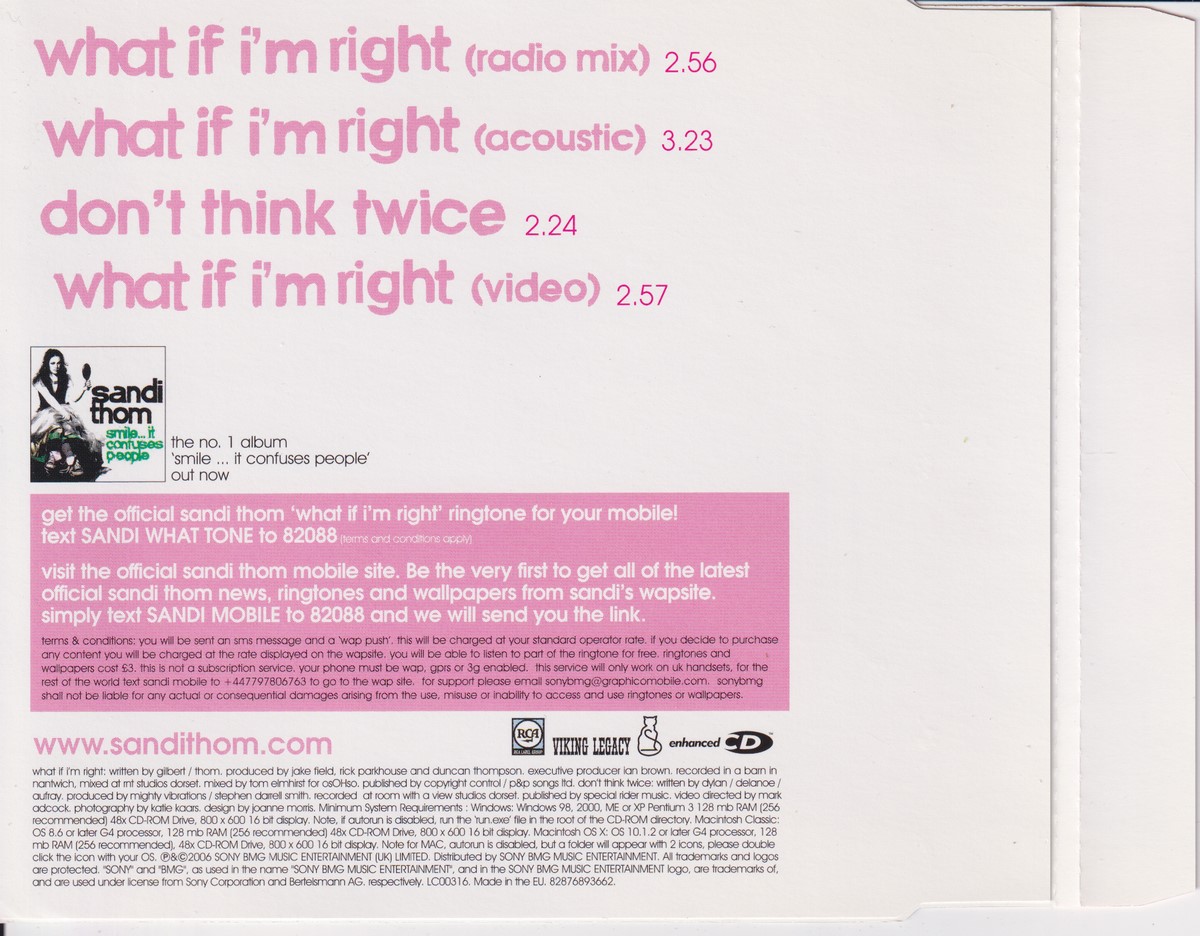 what if i'm right (radio mix) 2.56
what if i'm right (acoustic) 3.23
don't think twice 2.24
what if i'm right (video) 2.57
sandi
thom
smile... it
confuses
people
the no. 1 album
'smile ... it confuses people'
out now
get the official sandi thom 'what if i'm right' ringtone for your mobile!
text SANDI WHAT TONE to 82088 (terms and conditions apply)
visit the official sandi thom mobile site. Be the very first to get all of the latest
official sandi thom news, ringtones and wallpapers from sandi's wapsite.
simply text SANDI MOBILE to 82088 and we will send you the link.
terms & conditions: you will be sent an sms message and a 'wap push'. this will be charged at your standard operator rate. if you decide to purchase
any content you will be charged at the rate displayed on the wapsite. you will be able to listen to part of the ringtone for free. ringtones and
wallpapers cost £3. this is not a subscription service. your phone must be wap, gprs or 3g enabled. this service will only work on uk handsets, for the
rest of the world text sandi mobile to +447797806763 to go to the wap site. for support please email sonybmg@graphicomobile.com. sonybmg
shall not be liable for any actual or consequential damages arising from the use, misuse or inability to access and use ringtones or wallpapers.
www.sandithom.com
RCA
RCA LABEL GROUP
VIKING LEGACY
enhanced CD
what if i'm right: written by gilbert / thom. produced by jake field, rick parkhouse and duncan thompson. executive producer ian brown. recorded in a barn in
nantwich, mixed at mt studios dorset. mixed by tom elmhirst for osOHso. published by copyright control / p&p songs ltd. don't think twice: written by dylan / delanoe /
aufray. produced by mighty vibrations / stephen darrell smith. recorded at room with a view studios dorset. published by special rider music. video directed by mark
adcock. photography by katie kaars. design by joanne morris. Minimum System Requirements : Windows: Windows 98, 2000, ME or XP Pentium 3 128 mb RAM (256
recommended) 48x CD-ROM Drive, 800 x 600 16 bit display. Note, if autorun is disabled, run the 'run.exe' file in the root of the CD-ROM directory. Macintosh Classic:
OS 8.6 or later G4 processor, 128 mb RAM (256 recommended) 48x CD-ROM Drive, 800 x 600 16 bit display. Macintosh OS X: OS 10.1.2 or later G4 processor, 128
mb RAM (256 recommended), 48x CD-ROM Drive, 800 x 600 16 bit display. Note for MAC, autorun is disabled, but a folder will appear with 2 icons, please double
click the icon with your OS. ℗&©2006 SONY BMG MUSIC ENTERTAINMENT (UK) LIMITED. Distributed by SONY BMG MUSIC ENTERTAINMENT. All trademarks and logos
are protected. "SONY" and "BMG", as used in the name "SONY BMG MUSIC ENTERTAINMENT", and in the SONY BMG MUSIC ENTERTAINMENT logo, are trademarks of,
and are used under license from Sony Corporation and Bertelsmann AG. respectively. LC00316. Made in the EU. 82876893662.